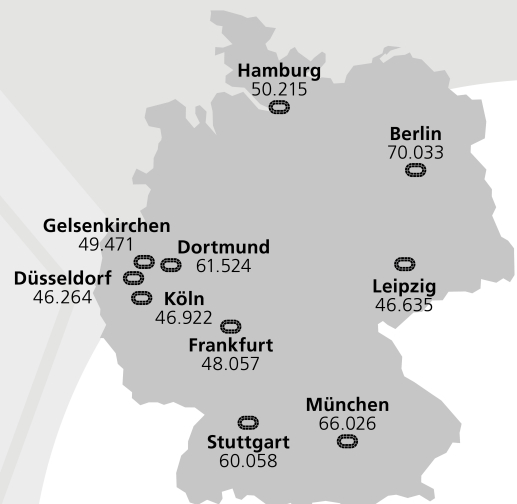 Hamburg
50.215
Berlin
70.033
Gelsenkirchen
49.471
Dortmund
61.524
Düsseldorf
46.264
Köln
46.922
Leipzig
46.635
Frankfurt
48.057
München
66.026
Stuttgart
60.058